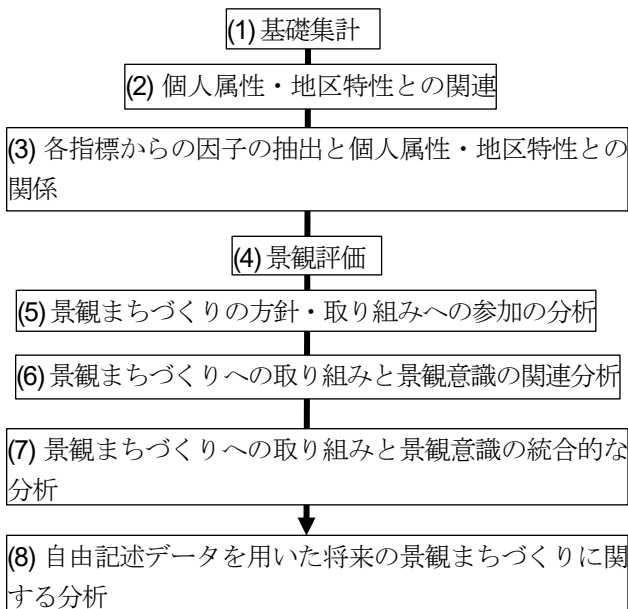 (1) 基礎集計
(2) 個人属性・地区特性との関連
(3) 各指標からの因子の抽出と個人属性・地区特性との
関係
(4) 景観評価
(5) 景観まちづくりの方針・取り組みへの参加の分析
(6) 景観まちづくりへの取り組みと景観意識の関連分析
(7) 景観まちづくりへの取り組みと景観意識の統合的な
分析
(8) 自由記述データを用いた将来の景観まちづくりに関
する分析